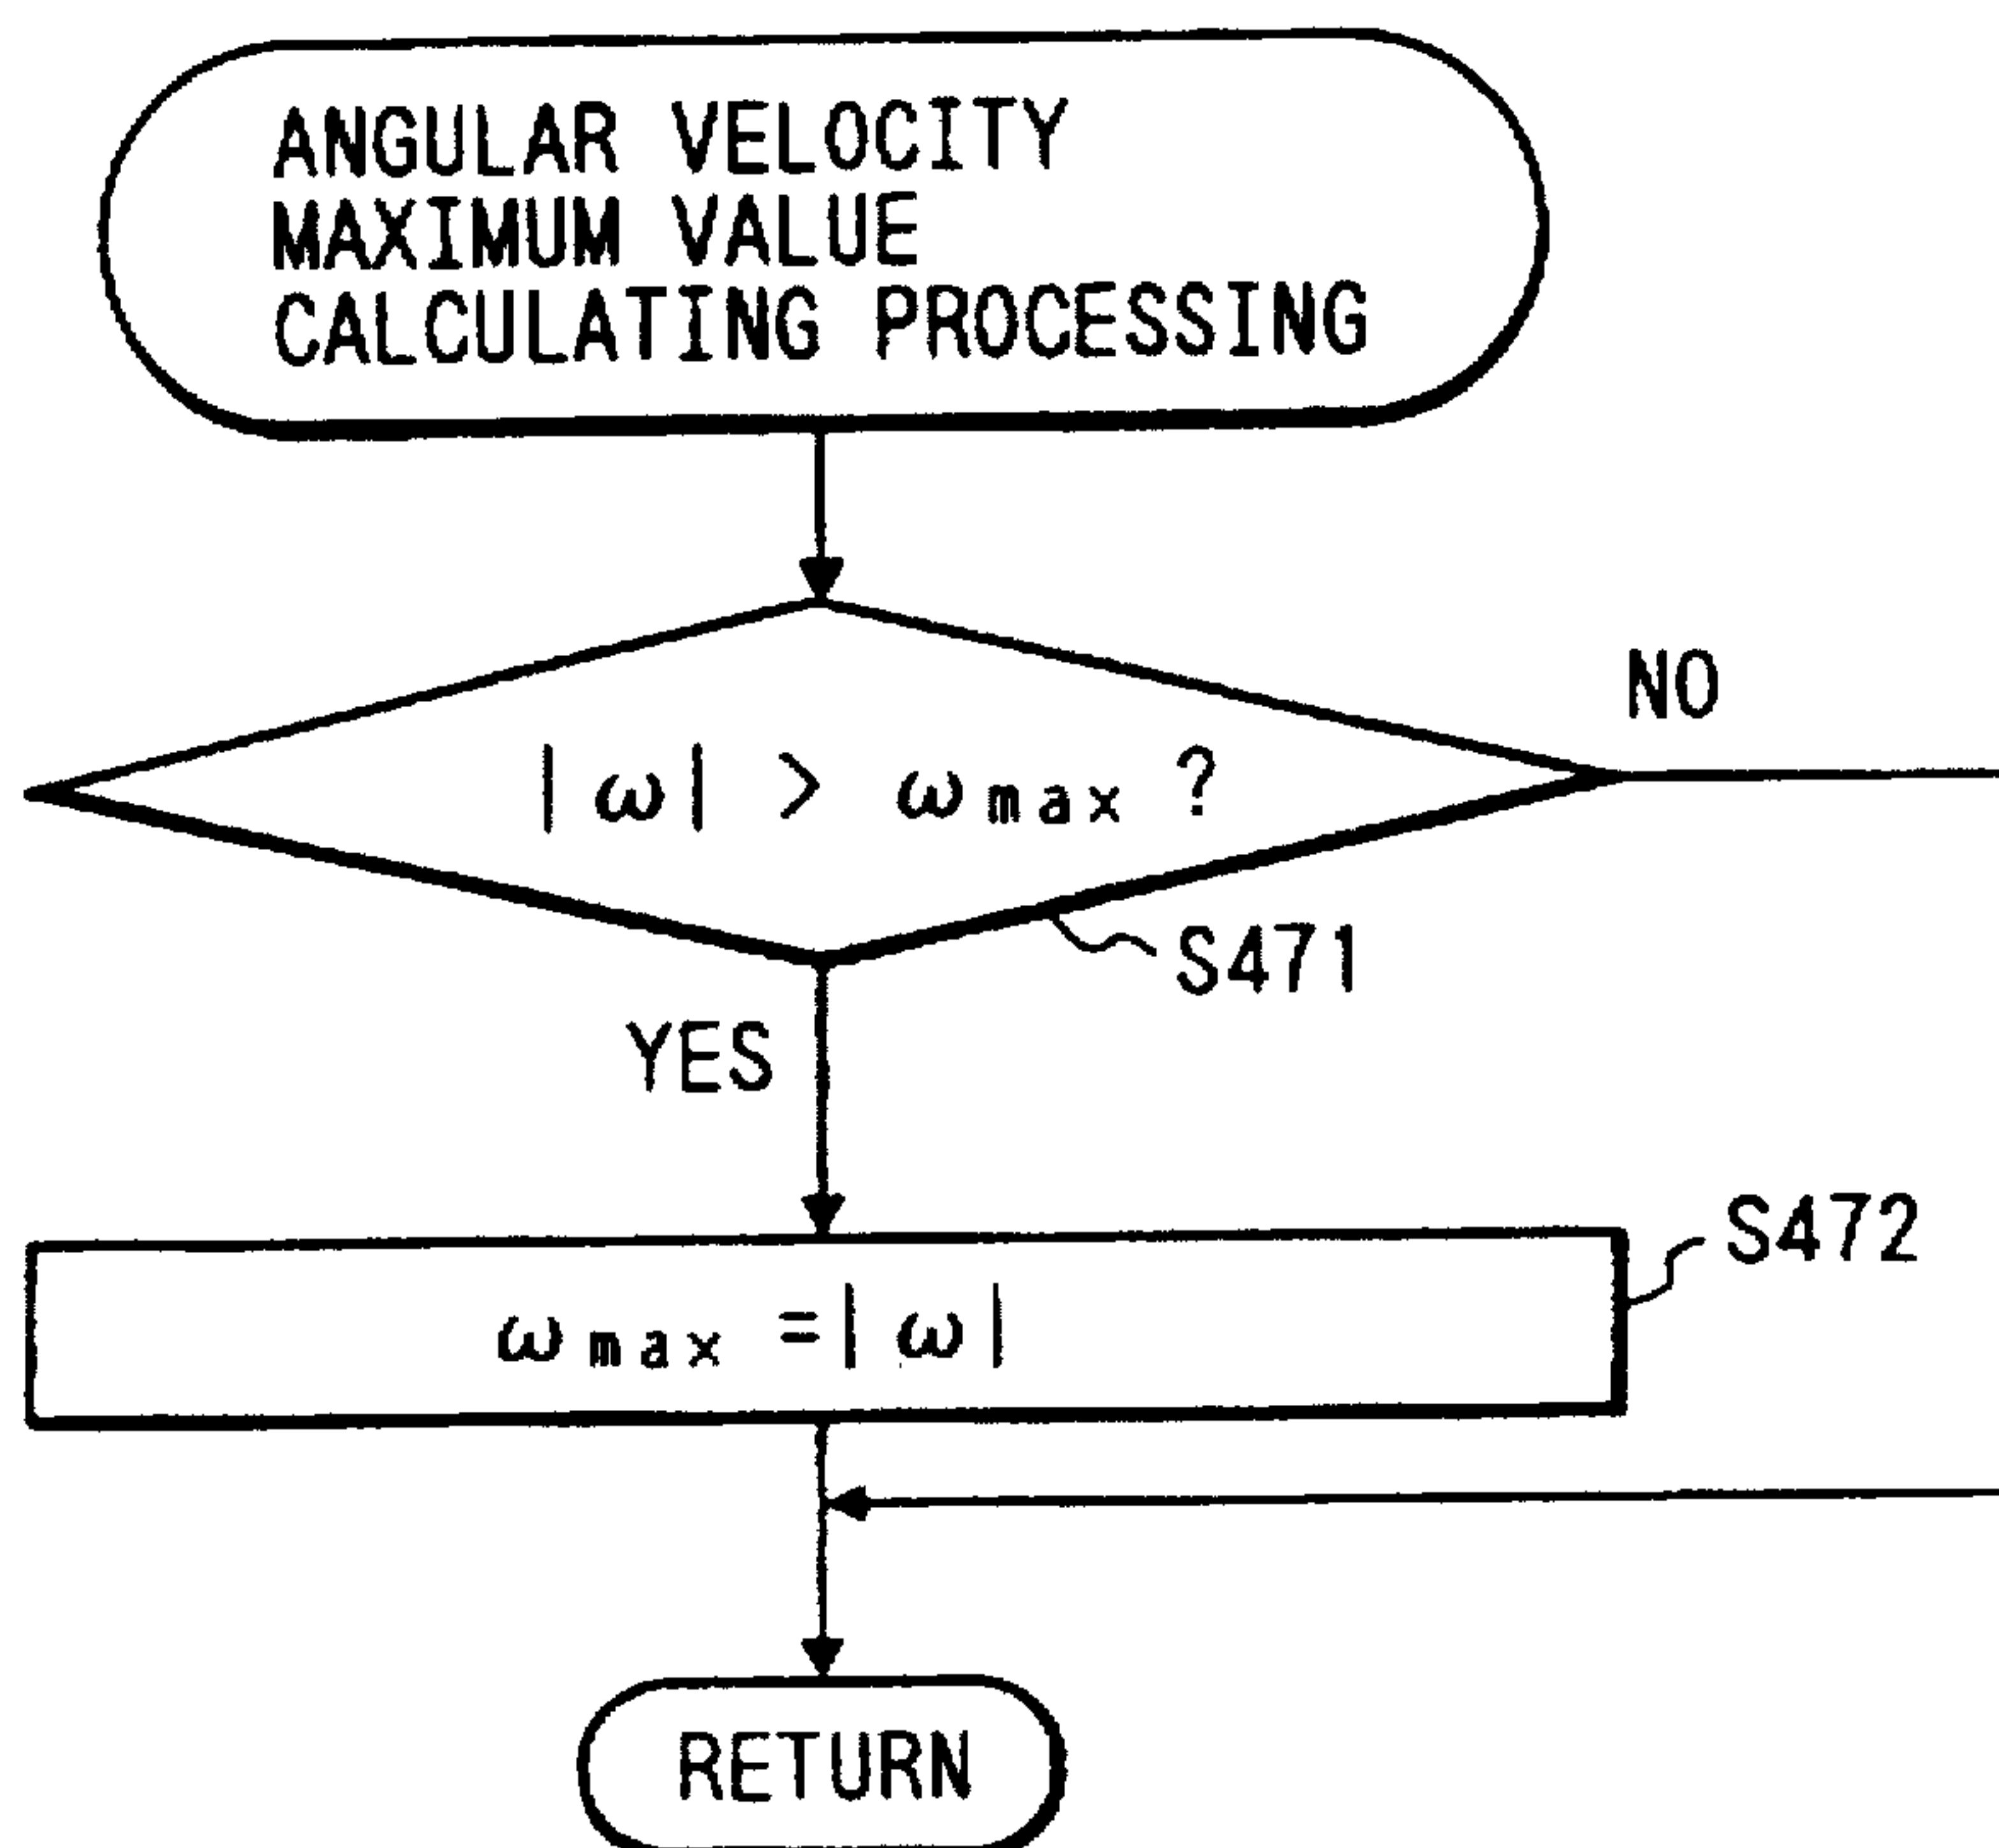 ANGULAR VELOCITY
MAXIMUM VALUE
CALCULATING PROCESSING
NO
|ω| > ωmax ?
S471
YES
S472
ωmax =|ω|
RETURN